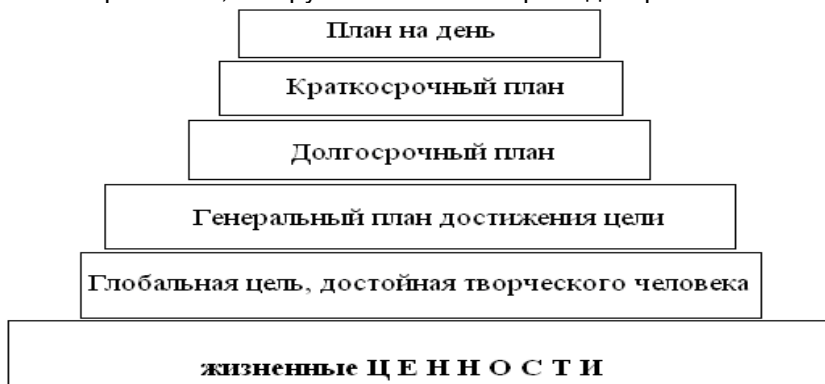 План на день
Краткосрочный план
Долгосрочный план
Генеральный план достижения цели
Глобальная цель, достойная творческого человека
жизненные Ц Е Н Н О С Т И